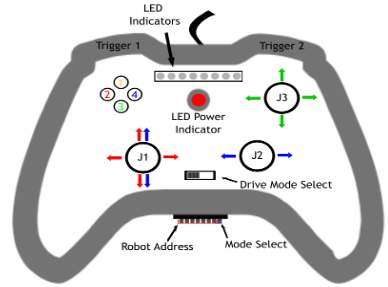 LED
Indicators
Trigger 1
Trigger 2
1
2
4
3
J3
LED Power
Indicator
J1
J2
Drive Mode Select
Robot Address
Mode Select